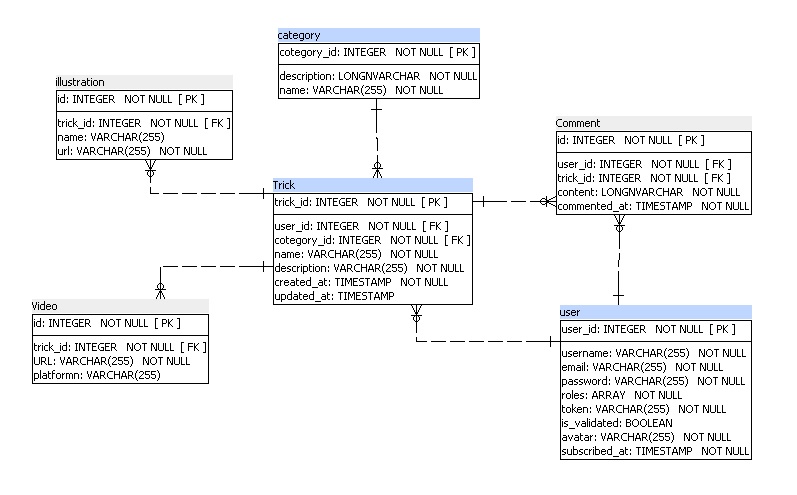 category
cotegory_id: INTEGER NOT NULL [ PK ]
description: LONGNVARCHAR NOT NULL
name: VARCHAR(255) NOT NULL
illustration
id: INTEGER NOT NULL [ PK ]
trick_id: INTEGER NOT NULL [ FK ]
name: VARCHAR(255)
url: VARCHAR(255) NOT NULL
Comment
id: INTEGER NOT NULL [ PK ]
user_id: INTEGER NOT NULL [ FK ]
trick_id: INTEGER NOT NULL [ FK ]
content: LONGNVARCHAR NOT NULL
commented_at: TIMESTAMP NOT NULL
Trick
trick_id: INTEGER NOT NULL [ PK ]
user_id: INTEGER NOT NULL [ FK ]
cotegory_id: INTEGER NOT NULL [ FK ]
name: VARCHAR(255) NOT NULL
description: VARCHAR(255) NOT NULL
created_at: TIMESTAMP NOT NULL
updated_at: TIMESTAMP
Video
id: INTEGER NOT NULL [ PK ]
trick_id: INTEGER NOT NULL [ FK ]
URL: VARCHAR(255) NOT NULL
platformn: VARCHAR(255)
user
user_id: INTEGER NOT NULL [ PK ]
username: VARCHAR(255) NOT NULL
email: VARCHAR(255) NOT NULL
password: VARCHAR(255) NOT NULL
roles: ARRAY NOT NULL
token: VARCHAR(255) NOT NULL
is_validated: BOOLEAN
avatar: VARCHAR(255) NOT NULL
subscribed_at: TIMESTAMP NOT NULL